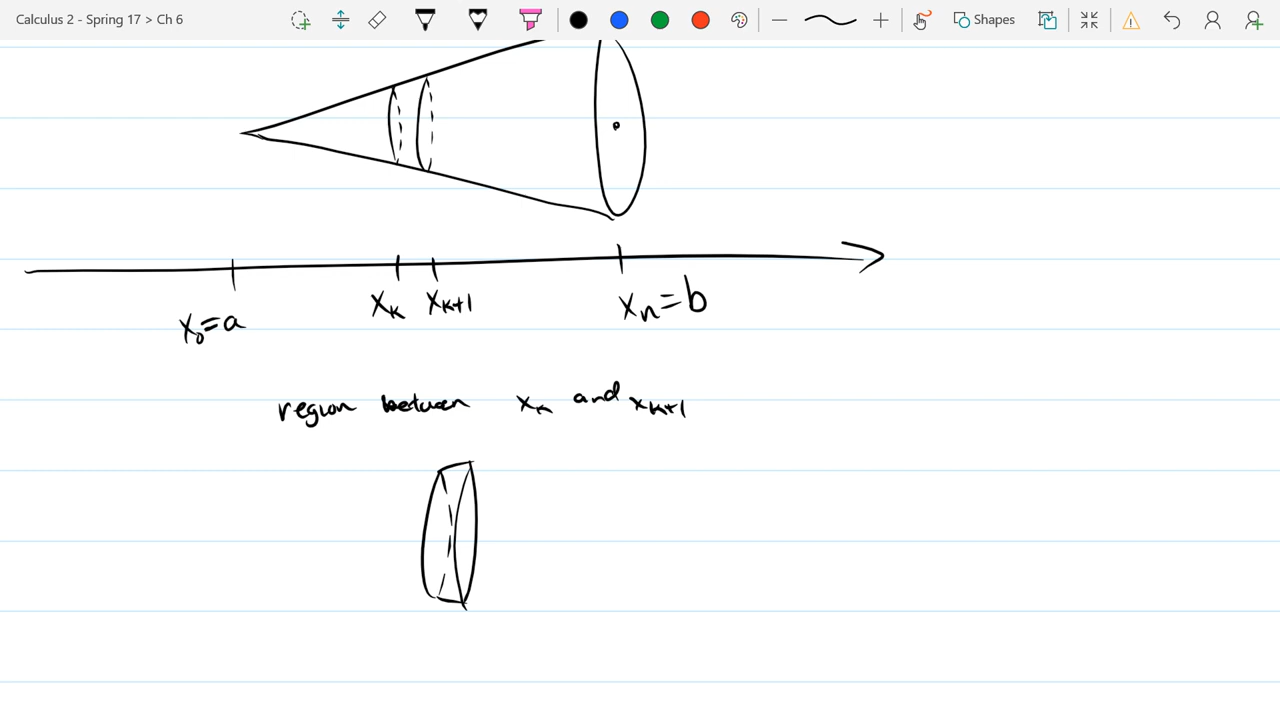 Calculus 2 - Spring 17 > Ch 6
Shapes
x₀=a xₖ xₖ₊₁ xₙ=b
region between xₖ and xₖ₊₁